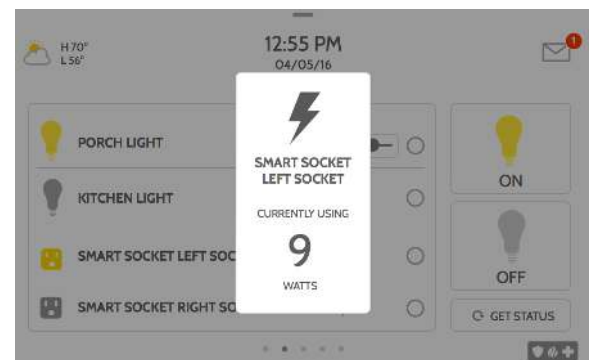 H 70°
L 56°
12:55 PM
04/05/16
1
PORCH LIGHT
KITCHEN LIGHT
SMART SOCKET LEFT SOC
SMART SOCKET RIGHT SO
SMART SOCKET
LEFT SOCKET
CURRENTLY USING
9
WATTS
ON
OFF
GET STATUS